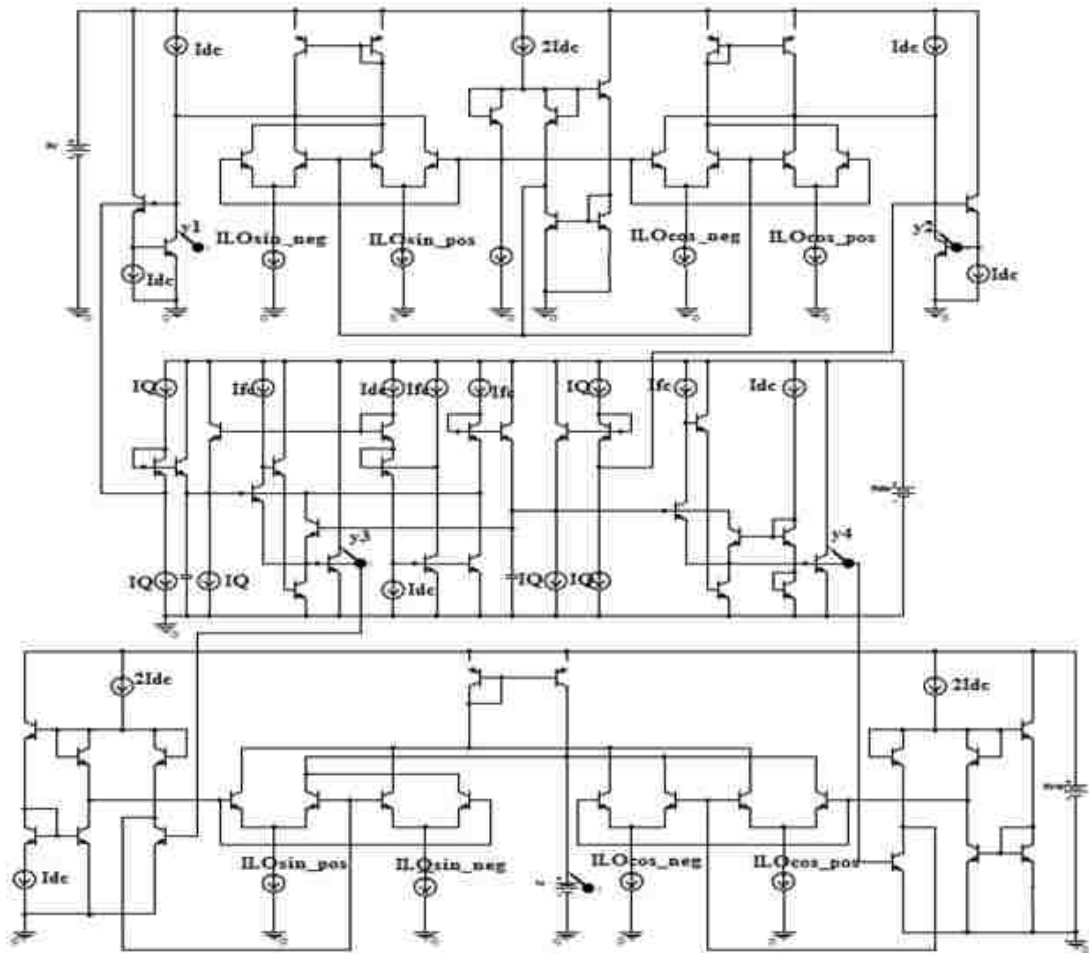 Idc 2Idc Idc
y1 y2
ILOsin_neg ILOsin_pos ILOcos_neg ILOcos_pos
Idc Idc
IQ Ifc Idc Ifc Ifc IQ Ifc Idc
y3 y4
IQ IQ Idc IQ IQ
2Idc 2Idc
ILOsin_pos ILOsin_neg ILOcos_neg ILOcos_pos
Idc